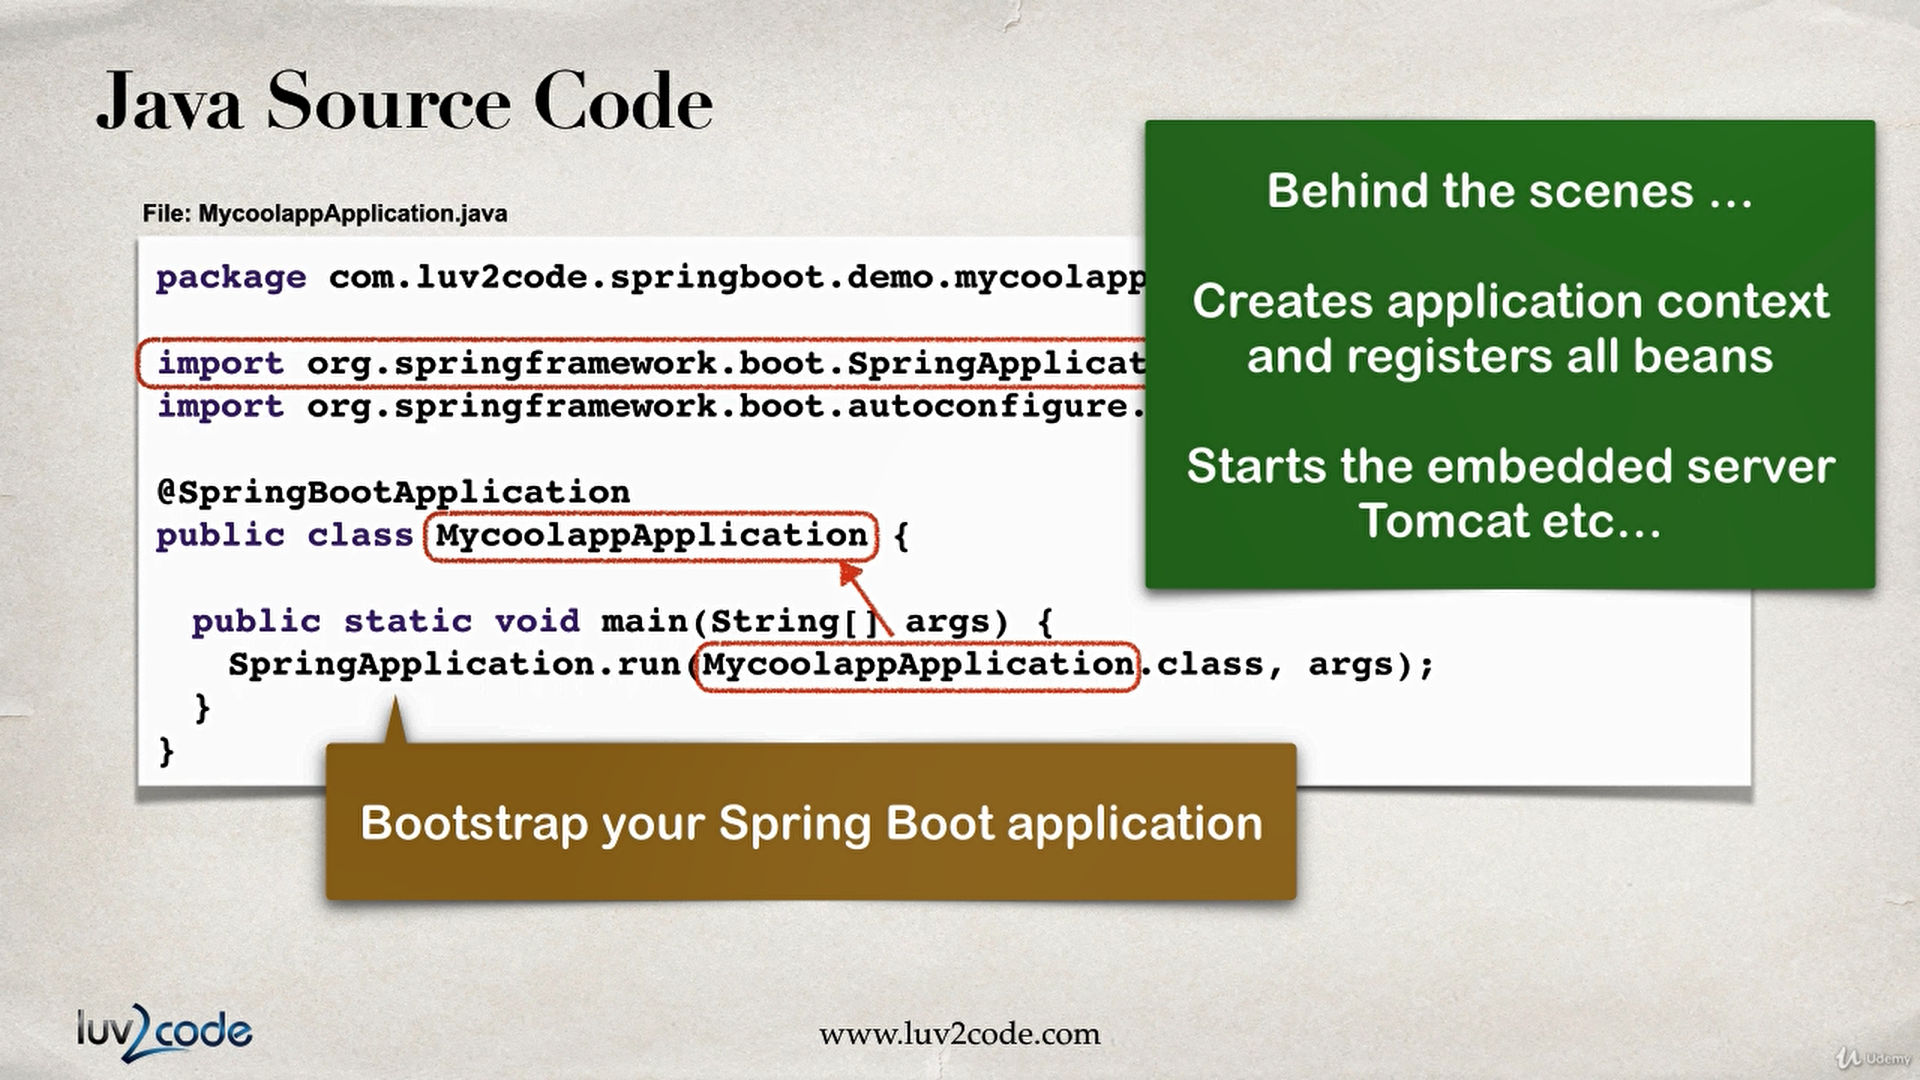 Java Source Code
File: MycoolappApplication.java
package com.luv2code.springboot.demo.mycoolapp
import org.springframework.boot.SpringApplicat
import org.springframework.boot.autoconfigure.
@SpringBootApplication
public class MycoolappApplication {
public static void main(String[] args) {
SpringApplication.run(MycoolappApplication.class, args);
}
}
Behind the scenes ...
Creates application context
and registers all beans
Starts the embedded server
Tomcat etc...
Bootstrap your Spring Boot application
luv2code
www.luv2code.com
Udemy